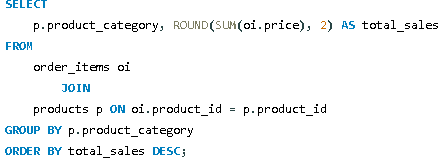 SELECT
p.product_category, ROUND(SUM(oi.price), 2) AS total_sales
FROM
order_items oi
JOIN
products p ON oi.product_id = p.product_id
GROUP BY p.product_category
ORDER BY total_sales DESC;